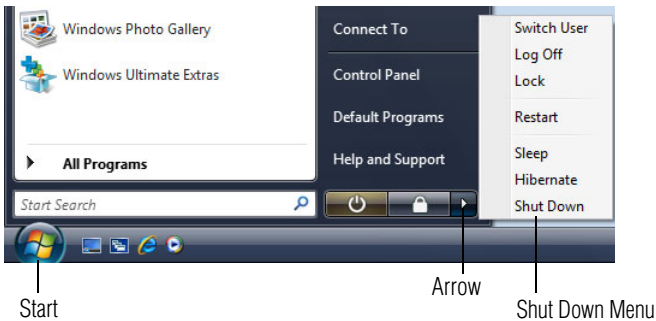 Windows Photo Gallery
Windows Ultimate Extras
All Programs
Start Search
Connect To
Control Panel
Default Programs
Help and Support
Switch User
Log Off
Lock
Restart
Sleep
Hibernate
Shut Down
Start
Arrow
Shut Down Menu